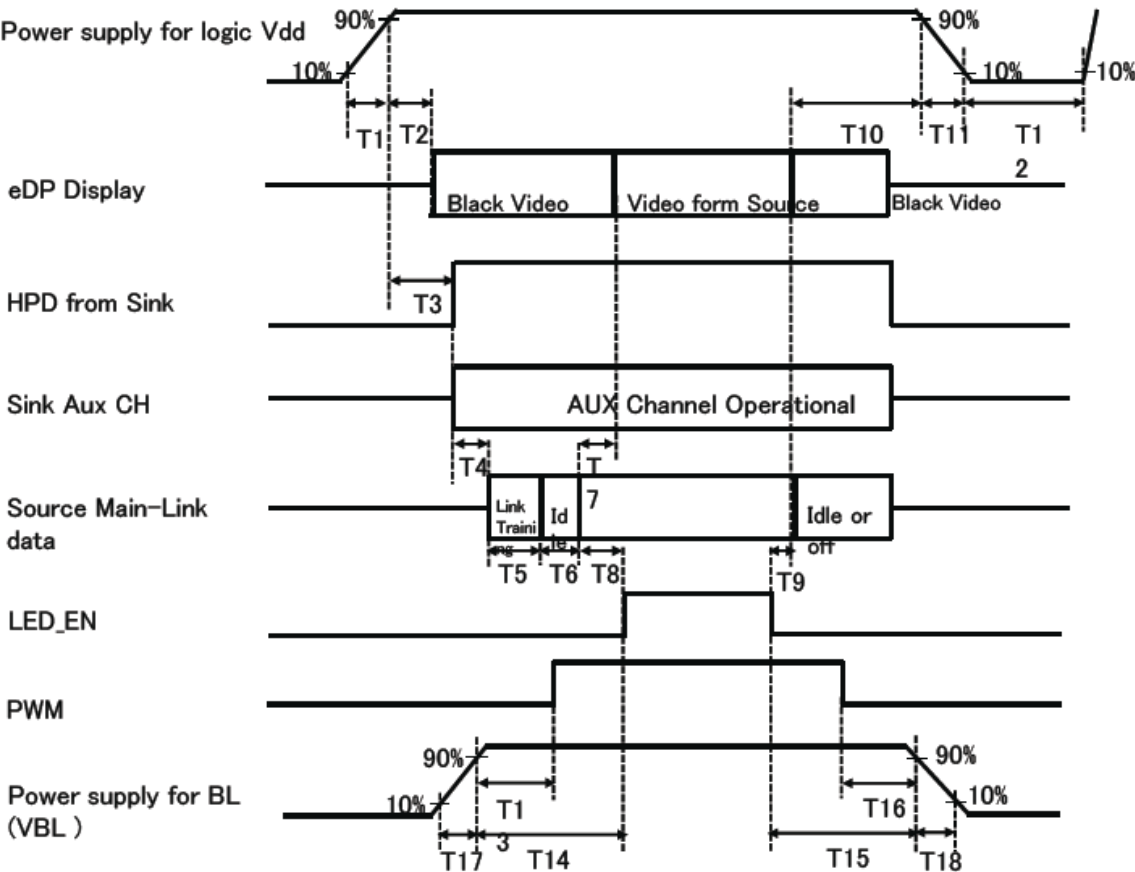 Power supply for logic Vdd
90%
90%
10%
10%
10%
T1
T2
T10
T11
T1
2
eDP Display
Black Video
Video form Source
Black Video
HPD from Sink
T3
Sink Aux CH
AUX Channel Operational
T4
T
7
Source Main-Link
data
Link
Traini
ng
Id
le
Idle or
off
T5
T6
T8
T9
LED_EN
PWM
90%
90%
Power supply for BL
(VBL )
10%
10%
T1
3
T16
T17
T14
T15
T18